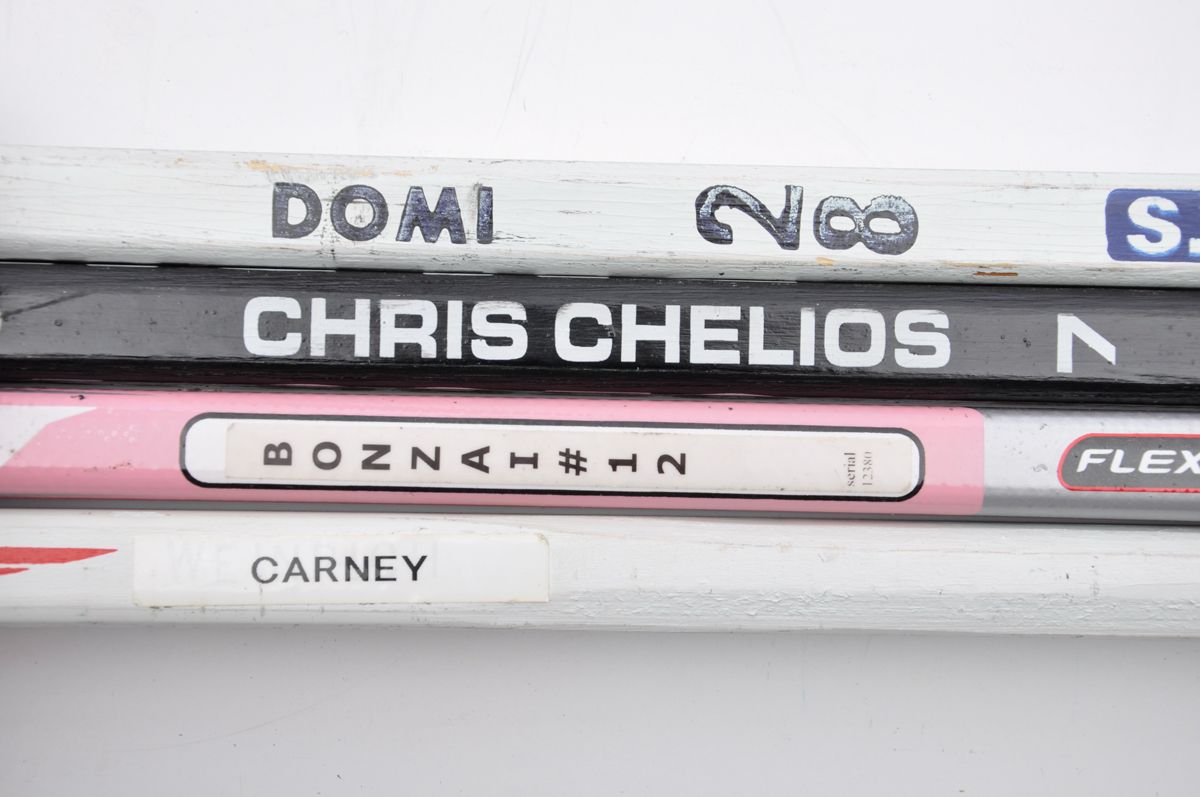 DOMI 28 S.
CHRIS CHELIOS 7
BONZAI#12 serial 12380 FLEX
CARNEY